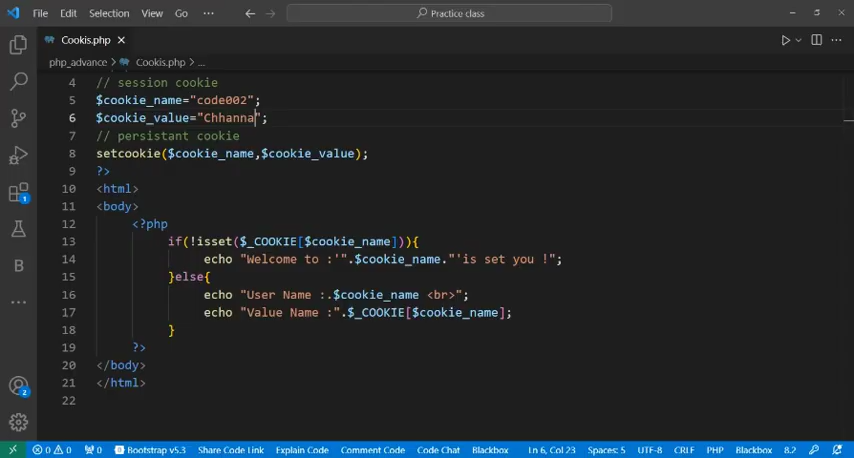 File Edit Selection View Go ··· Practice class
Cookis.php
php_advance > Cookis.php > ...
4 // session cookie
5 $cookie_name="code002";
6 $cookie_value="Chhanna";
7 // persistant cookie
8 setcookie($cookie_name,$cookie_value);
9 ?>
10 <html>
11 <body>
12 <?php
13 if(!isset($_COOKIE[$cookie_name])){
14 echo "Welcome to :'".$cookie_name."'is set you !";
15 }else{
16 echo "User Name :.$cookie_name <br>";
17 echo "Value Name :".$_COOKIE[$cookie_name];
18 }
19 ?>
20 </body>
21 </html>
22
1
B
2
0 0 0 Bootstrap v5.3 Share Code Link Explain Code Comment Code Code Chat Blackbox Ln 6, Col 23 Spaces: 5 UTF-8 CRLF PHP Blackbox 8.2